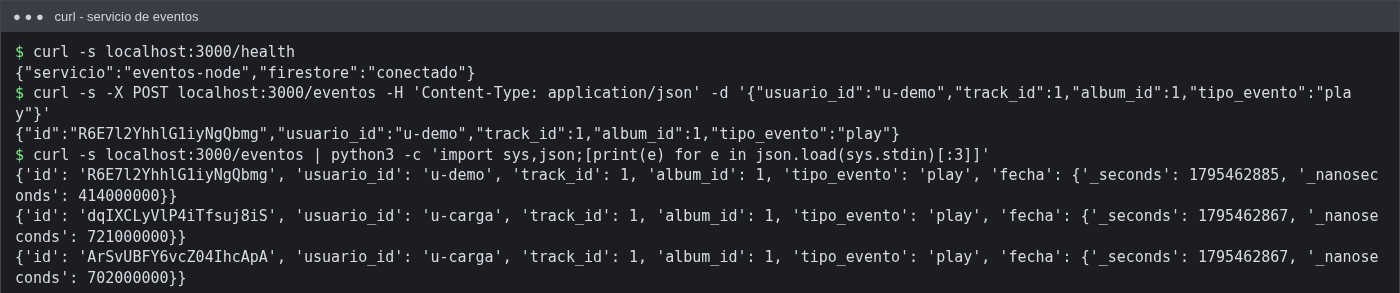 curl - servicio de eventos
$ curl -s localhost:3000/health
{"servicio":"eventos-node","firestore":"conectado"}
$ curl -s -X POST localhost:3000/eventos -H 'Content-Type: application/json' -d '{"usuario_id":"u-demo","track_id":1,"album_id":1,"tipo_evento":"pla
y"}'
{"id":"R6E7l2YhhlG1iyNgQbmg","usuario_id":"u-demo","track_id":1,"album_id":1,"tipo_evento":"play"}
$ curl -s localhost:3000/eventos | python3 -c 'import sys,json;[print(e) for e in json.load(sys.stdin)[:3]]'
{'id': 'R6E7l2YhhlG1iyNgQbmg', 'usuario_id': 'u-demo', 'track_id': 1, 'album_id': 1, 'tipo_evento': 'play', 'fecha': {'_seconds': 1795462885, '_nanosec
onds': 414000000}}
{'id': 'dqIXCLyVlP4iTfsuj8iS', 'usuario_id': 'u-carga', 'track_id': 1, 'album_id': 1, 'tipo_evento': 'play', 'fecha': {'_seconds': 1795462867, '_nanose
conds': 721000000}}
{'id': 'ArSvUBFY6vcZ04IhcApA', 'usuario_id': 'u-carga', 'track_id': 1, 'album_id': 1, 'tipo_evento': 'play', 'fecha': {'_seconds': 1795462867, '_nanose
conds': 702000000}}